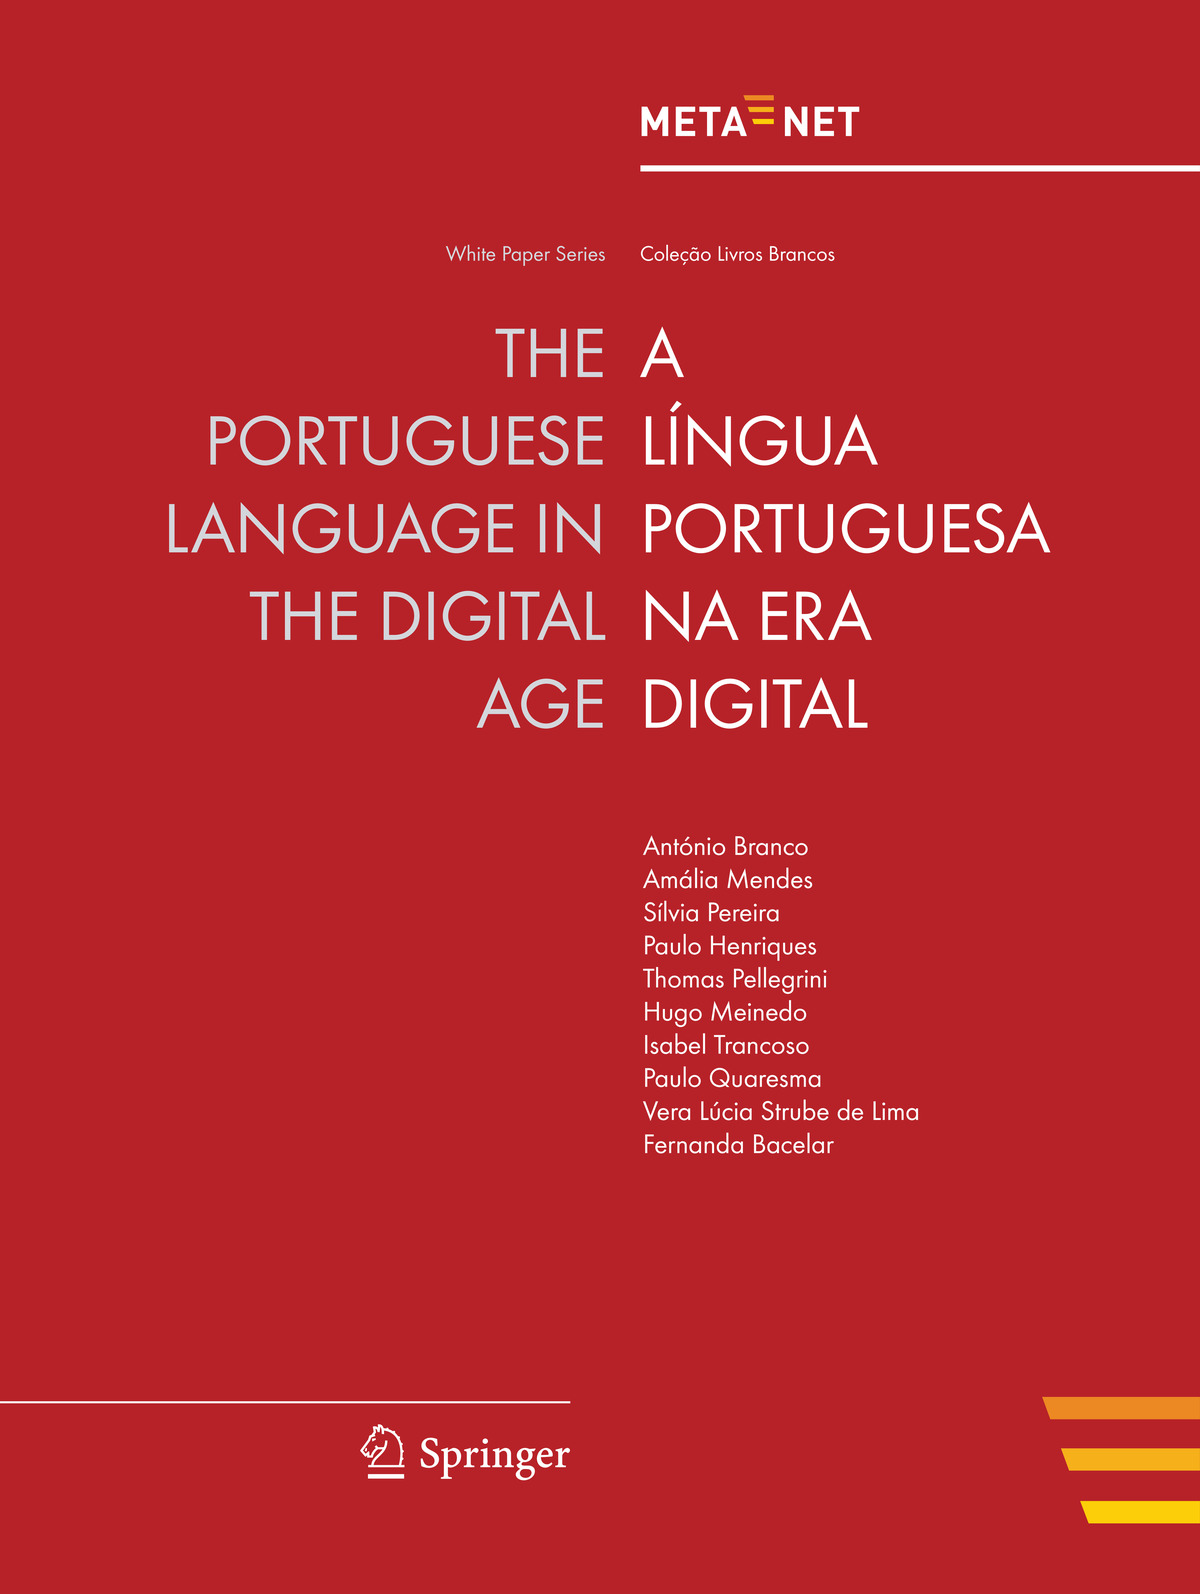 META NET
White Paper Series
Coleção Livros Brancos
THE
PORTUGUESE
LANGUAGE IN
THE DIGITAL
AGE
A
LÍNGUA
PORTUGUESA
NA ERA
DIGITAL
António Branco
Amália Mendes
Sílvia Pereira
Paulo Henriques
Thomas Pellegrini
Hugo Meinedo
Isabel Trancoso
Paulo Quaresma
Vera Lúcia Strube de Lima
Fernanda Bacelar
Springer